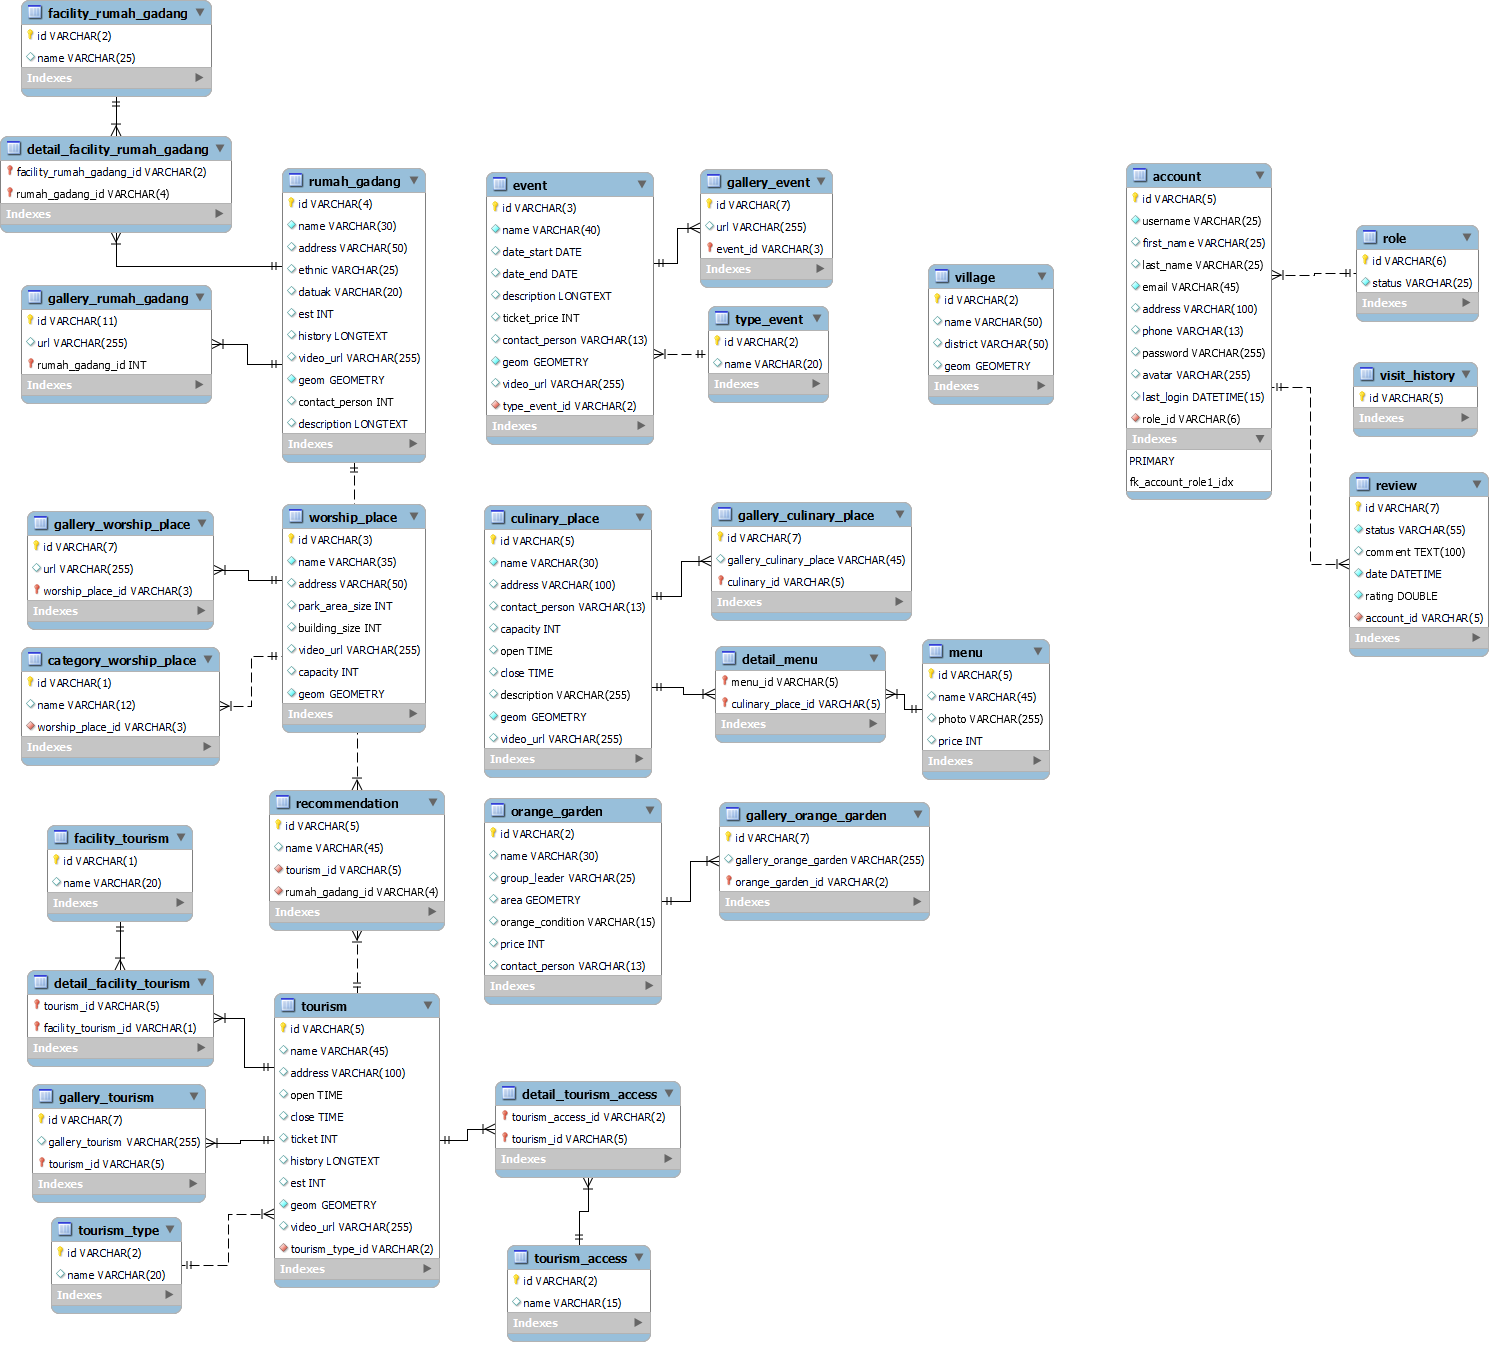 facility_rumah_gadang
id VARCHAR(2)
name VARCHAR(25)
Indexes
detail_facility_rumah_gadang
facility_rumah_gadang_id VARCHAR(2)
rumah_gadang_id VARCHAR(4)
Indexes
gallery_rumah_gadang
id VARCHAR(11)
url VARCHAR(255)
rumah_gadang_id INT
Indexes
rumah_gadang
id VARCHAR(4)
name VARCHAR(30)
address VARCHAR(50)
ethnic VARCHAR(25)
datuak VARCHAR(20)
est INT
history LONGTEXT
video_url VARCHAR(255)
geom GEOMETRY
contact_person INT
description LONGTEXT
Indexes
event
id VARCHAR(3)
name VARCHAR(40)
date_start DATE
date_end DATE
description LONGTEXT
ticket_price INT
contact_person VARCHAR(13)
geom GEOMETRY
video_url VARCHAR(255)
type_event_id VARCHAR(2)
Indexes
gallery_event
id VARCHAR(7)
url VARCHAR(255)
event_id VARCHAR(3)
Indexes
type_event
id VARCHAR(2)
name VARCHAR(20)
Indexes
village
id VARCHAR(2)
name VARCHAR(50)
district VARCHAR(50)
geom GEOMETRY
Indexes
account
id VARCHAR(5)
username VARCHAR(25)
first_name VARCHAR(25)
last_name VARCHAR(25)
email VARCHAR(45)
address VARCHAR(100)
phone VARCHAR(13)
password VARCHAR(255)
avatar VARCHAR(255)
last_login DATETIME(15)
role_id VARCHAR(6)
Indexes
PRIMARY
fk_account_role1_idx
role
id VARCHAR(6)
status VARCHAR(25)
Indexes
visit_history
id VARCHAR(5)
Indexes
review
id VARCHAR(7)
status VARCHAR(55)
comment TEXT(100)
date DATETIME
rating DOUBLE
account_id VARCHAR(5)
Indexes
gallery_worship_place
id VARCHAR(7)
url VARCHAR(255)
worship_place_id VARCHAR(3)
Indexes
category_worship_place
id VARCHAR(1)
name VARCHAR(12)
worship_place_id VARCHAR(3)
Indexes
worship_place
id VARCHAR(3)
name VARCHAR(35)
address VARCHAR(50)
park_area_size INT
building_size INT
video_url VARCHAR(255)
capacity INT
geom GEOMETRY
Indexes
culinary_place
id VARCHAR(5)
name VARCHAR(30)
address VARCHAR(100)
contact_person VARCHAR(13)
capacity INT
open TIME
close TIME
description VARCHAR(255)
geom GEOMETRY
video_url VARCHAR(255)
Indexes
gallery_culinary_place
id VARCHAR(7)
gallery_culinary_place VARCHAR(45)
culinary_id VARCHAR(5)
Indexes
detail_menu
menu_id VARCHAR(5)
culinary_place_id VARCHAR(5)
Indexes
menu
id VARCHAR(5)
name VARCHAR(45)
photo VARCHAR(255)
price INT
Indexes
recommendation
id VARCHAR(5)
name VARCHAR(45)
tourism_id VARCHAR(5)
rumah_gadang_id VARCHAR(4)
Indexes
orange_garden
id VARCHAR(2)
name VARCHAR(30)
group_leader VARCHAR(25)
area GEOMETRY
orange_condition VARCHAR(15)
price INT
contact_person VARCHAR(13)
Indexes
gallery_orange_garden
id VARCHAR(7)
gallery_orange_garden VARCHAR(255)
orange_garden_id VARCHAR(2)
Indexes
facility_tourism
id VARCHAR(1)
name VARCHAR(20)
Indexes
detail_facility_tourism
tourism_id VARCHAR(5)
facility_tourism_id VARCHAR(1)
Indexes
gallery_tourism
id VARCHAR(7)
gallery_tourism VARCHAR(255)
tourism_id VARCHAR(5)
Indexes
tourism_type
id VARCHAR(2)
name VARCHAR(20)
Indexes
tourism
id VARCHAR(5)
name VARCHAR(45)
address VARCHAR(100)
open TIME
close TIME
ticket INT
history LONGTEXT
est INT
geom GEOMETRY
video_url VARCHAR(255)
tourism_type_id VARCHAR(2)
Indexes
detail_tourism_access
tourism_access_id VARCHAR(2)
tourism_id VARCHAR(5)
Indexes
tourism_access
id VARCHAR(2)
name VARCHAR(15)
Indexes